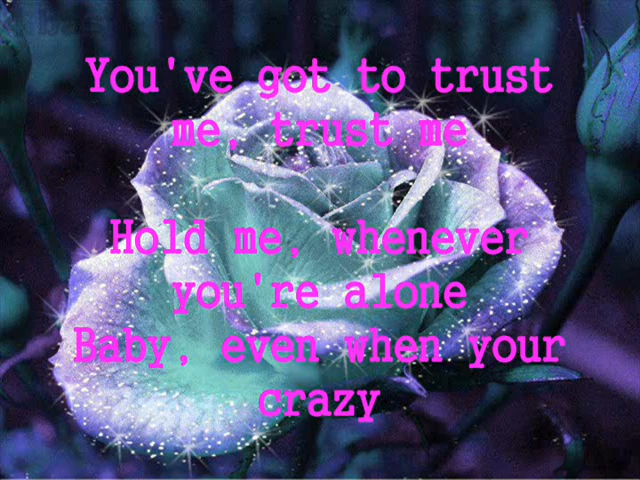 You've got to trust
me, trust me
Hold me, whenever
you're alone
Baby, even when your
crazy